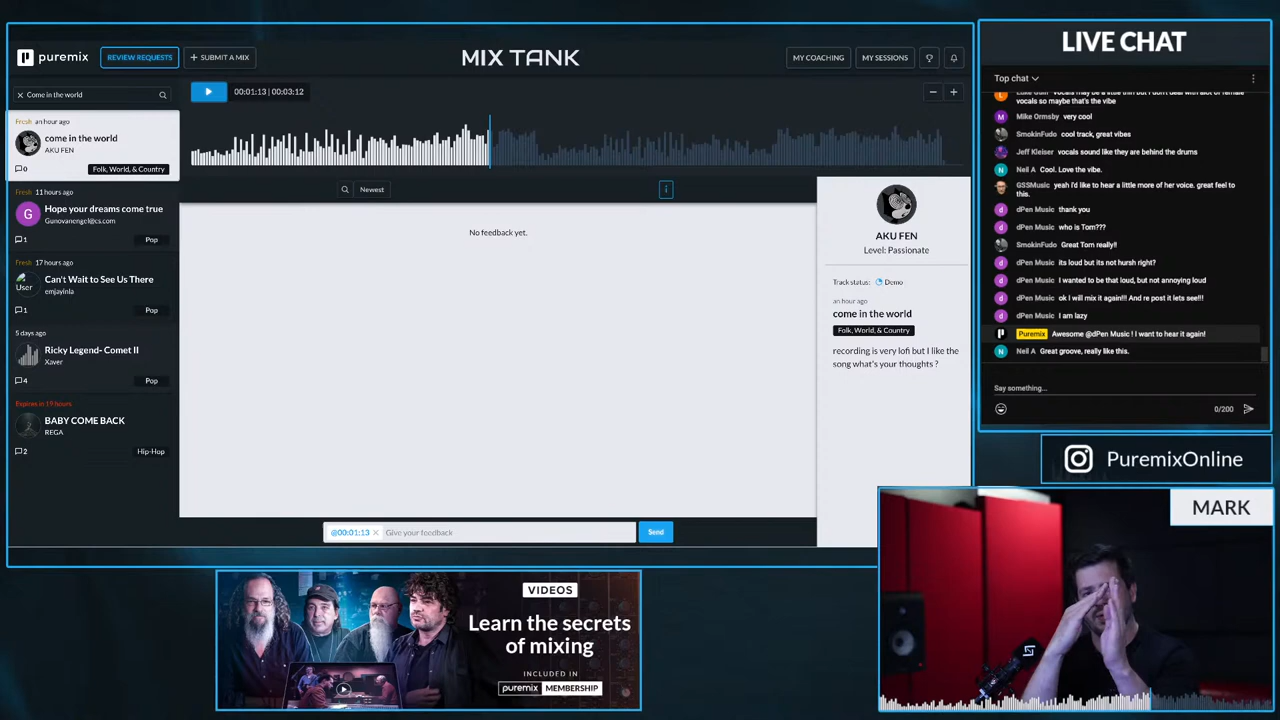 puremix
REVIEW REQUESTS
+ SUBMIT A MIX
MIX TANK
MY COACHING
MY SESSIONS
× Come in the world
00:01:13 | 00:03:12
Fresh an hour ago
come in the world
AKU FEN
0
Folk, World, & Country
Fresh 11 hours ago
G
Hope your dreams come true
Gunovanengel@cs.com
1
Pop
Fresh 17 hours ago
User
Can't Wait to See Us There
emjayinla
1
Pop
5 days ago
Ricky Legend- Comet II
Xaver
4
Pop
Expires in 19 hours
BABY COME BACK
REGA
2
Hip-Hop
Newest
No feedback yet.
@00:01:13 ×
Give your feedback
Send
AKU FEN
Level: Passionate
Track status: Demo
an hour ago
come in the world
Folk, World, & Country
recording is very lofi but I like the
song what's your thoughts ?
LIVE CHAT
Top chat
vocals so maybe that's the vibe
M Mike Ormsby very cool
SmokinFudo cool track, great vibes
Jeff Kleiser vocals sound like they are behind the drums
N Neil A Cool. Love the vibe.
GSSMusic yeah i'd like to hear a little more of her voice. great feel to
this.
d dPen Music thank you
d dPen Music who is Tom???
SmokinFudo Great Tom really!!
d dPen Music its loud but its not hursh right?
d dPen Music I wanted to be that loud, but not annoying loud
d dPen Music ok I will mix it again!!! And re post it lets see!!!
d dPen Music I am lazy
Puremix Awesome @dPen Music ! I want to hear it again!
N Neil A Great groove, really like this.
Say something...
0/200
PuremixOnline
MARK
VIDEOS
Learn the secrets
of mixing
INCLUDED IN
puremix MEMBERSHIP